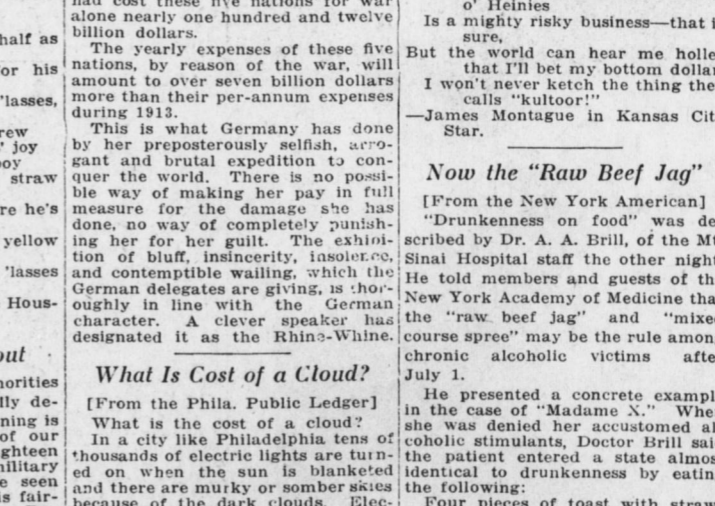 half as
or his
'lasses,
rew
' joy
oy
straw
re he's
yellow
'lasses
Hous-
out
norities
lly de-
ning is
of our
ghteen
military
e seen
is fair-
had cost these five nations for war
alone nearly one hundred and twelve
billion dollars.
The yearly expenses of these five
nations, by reason of the war, will
amount to over seven billion dollars
more than their per-annum expenses
during 1913.
This is what Germany has done
by her preposterously selfish, arro-
gant and brutal expedition to con-
quer the world. There is no possi-
ble way of making her pay in full
measure for the damage she has
done, no way of completely punish-
ing her for her guilt. The exhibi-
tion of bluff, insincerity, insolence,
and contemptible wailing, which the
German delegates are giving, is thor-
oughly in line with the German
character. A clever speaker has
designated it as the Rhine-Whine.
What Is Cost of a Cloud?
[From the Phila. Public Ledger]
What is the cost of a cloud?
In a city like Philadelphia tens of
thousands of electric lights are turn-
ed on when the sun is blanketed
and there are murky or somber skies
because of the dark clouds. Elec-
o' Heinies
Is a mighty risky business—that i
sure,
But the world can hear me holle
that I'll bet my bottom dolla
I won't never ketch the thing the
calls "kultoor!"
—James Montague in Kansas Cit
Star.
Now the "Raw Beef Jag"
[From the New York American]
"Drunkenness on food" was de
scribed by Dr. A. A. Brill, of the Mt
Sinai Hospital staff the other night
He told members and guests of th
New York Academy of Medicine tha
the "raw beef jag" and "mixe
course spree" may be the rule amon
chronic alcoholic victims afte
July 1.
He presented a concrete exampl
in the case of "Madame X." Whe
she was denied her accustomed al
coholic stimulants, Doctor Brill sai
the patient entered a state almos
identical to drunkenness by eatin
the following:
Four pieces of toast with straw